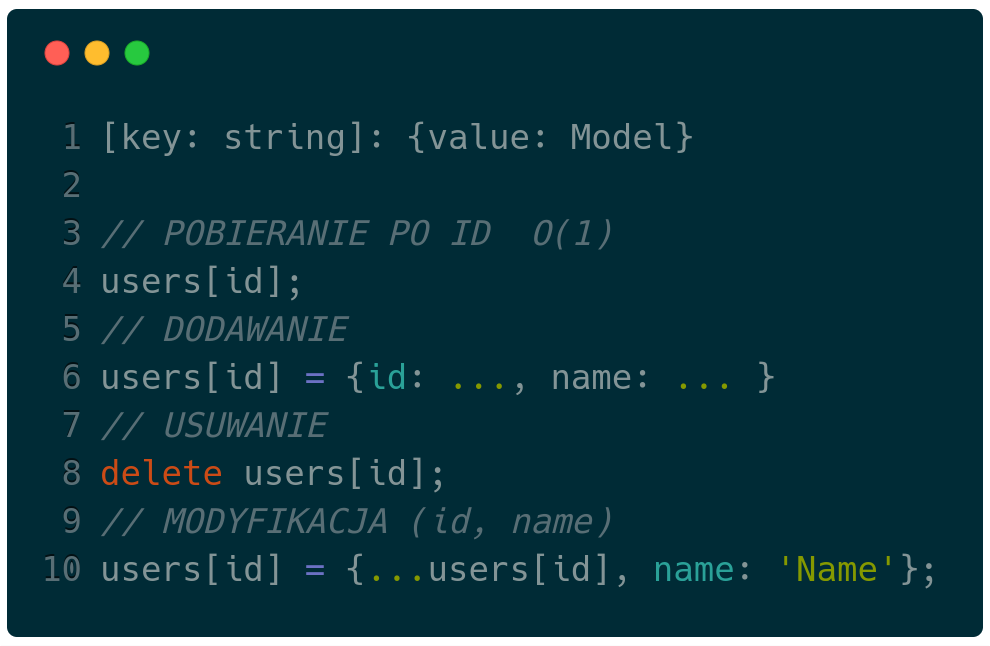 1 [key: string]: {value: Model}
2
3 // POBIERANIE PO ID  O(1)
4 users[id];
5 // DODAWANIE
6 users[id] = {id: ..., name: ... }
7 // USUWANIE
8 delete users[id];
9 // MODYFIKACJA (id, name)
10 users[id] = {...users[id], name: 'Name'};